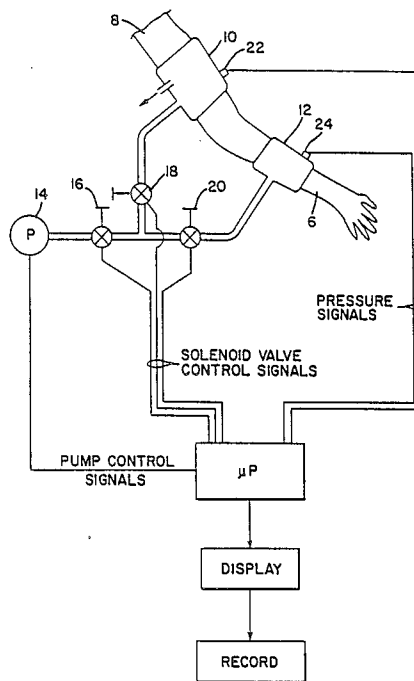 8
10
22
12
24
18
16
20
14
6
P
PRESSURE
SIGNALS
SOLENOID VALVE
CONTROL SIGNALS
PUMP CONTROL
SIGNALS
μP
DISPLAY
RECORD